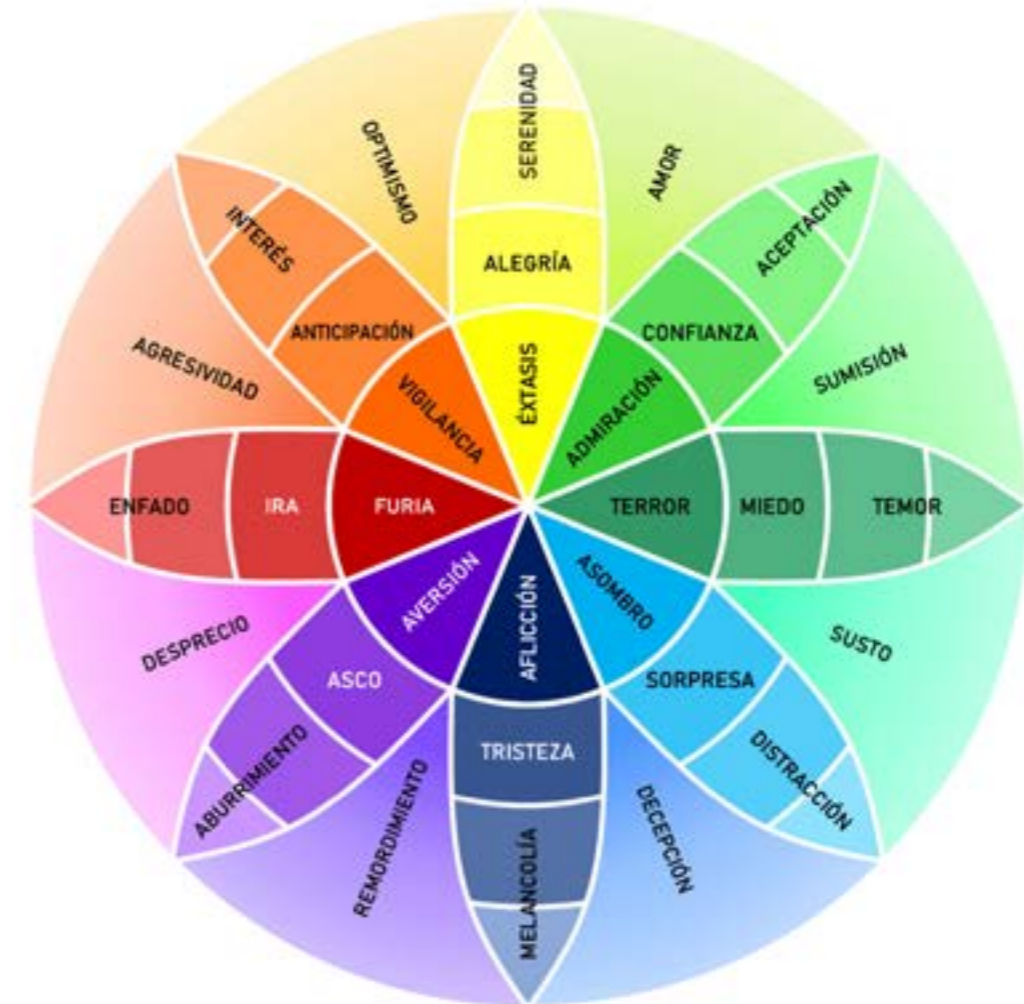 SERENIDAD
OPTIMISMO
AMOR
INTERÉS
ACEPTACIÓN
ALEGRÍA
ANTICIPACIÓN
CONFIANZA
AGRESIVIDAD
SUMISIÓN
VIGILANCIA
ÉXTASIS
ADMIRACIÓN
ENFADO
IRA
FURIA
TERROR
MIEDO
TEMOR
AVERSIÓN
AFLICCIÓN
ASOMBRO
DESPRECIO
SUSTO
ASCO
SORPRESA
ABURRIMIENTO
TRISTEZA
DISTRACCIÓN
REMORDIMIENTO
DECEPCIÓN
MELANCOLÍA